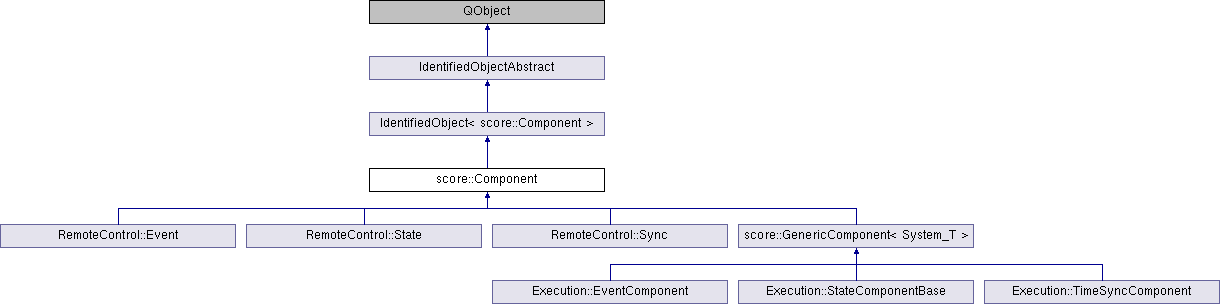 QObject
IdentifiedObjectAbstract
IdentifiedObject< score::Component >
score::Component
RemoteControl::Event
RemoteControl::State
RemoteControl::Sync
score::GenericComponent< System_T >
Execution::EventComponent
Execution::StateComponentBase
Execution::TimeSyncComponent